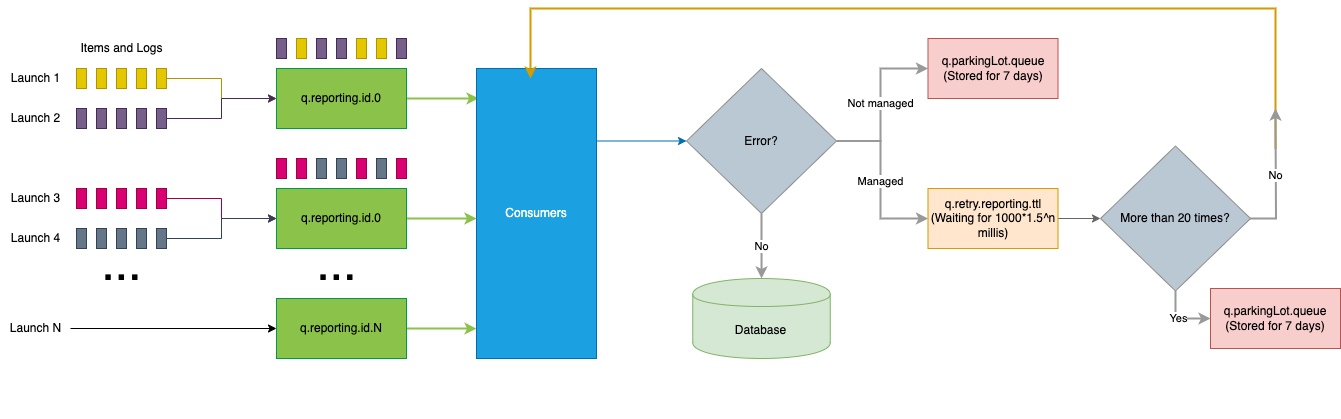 Items and Logs
Launch 1
Launch 2
q.reporting.id.0
Launch 3
Launch 4
q.reporting.id.0
...
...
Launch N
q.reporting.id.N
Consumers
Error?
No
Database
Not managed
q.parkingLot.queue
(Stored for 7 days)
Managed
q.retry.reporting.ttl
(Waiting for 1000*1.5^n
millis)
More than 20 times?
No
Yes
q.parkingLot.queue
(Stored for 7 days)